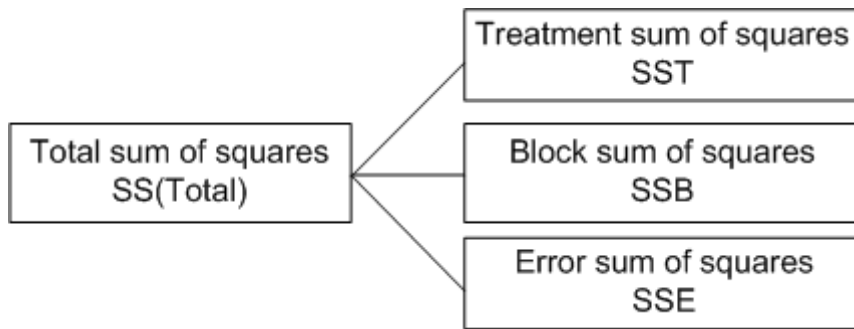 Treatment sum of squares
SST
Total sum of squares
SS(Total)
Block sum of squares
SSB
Error sum of squares
SSE